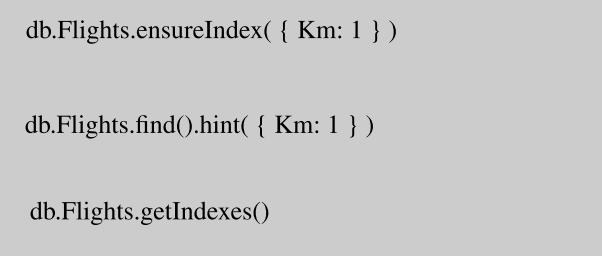 db.Flights.ensureIndex( { Km: 1 } )
db.Flights.find().hint( { Km: 1 } )
db.Flights.getIndexes()